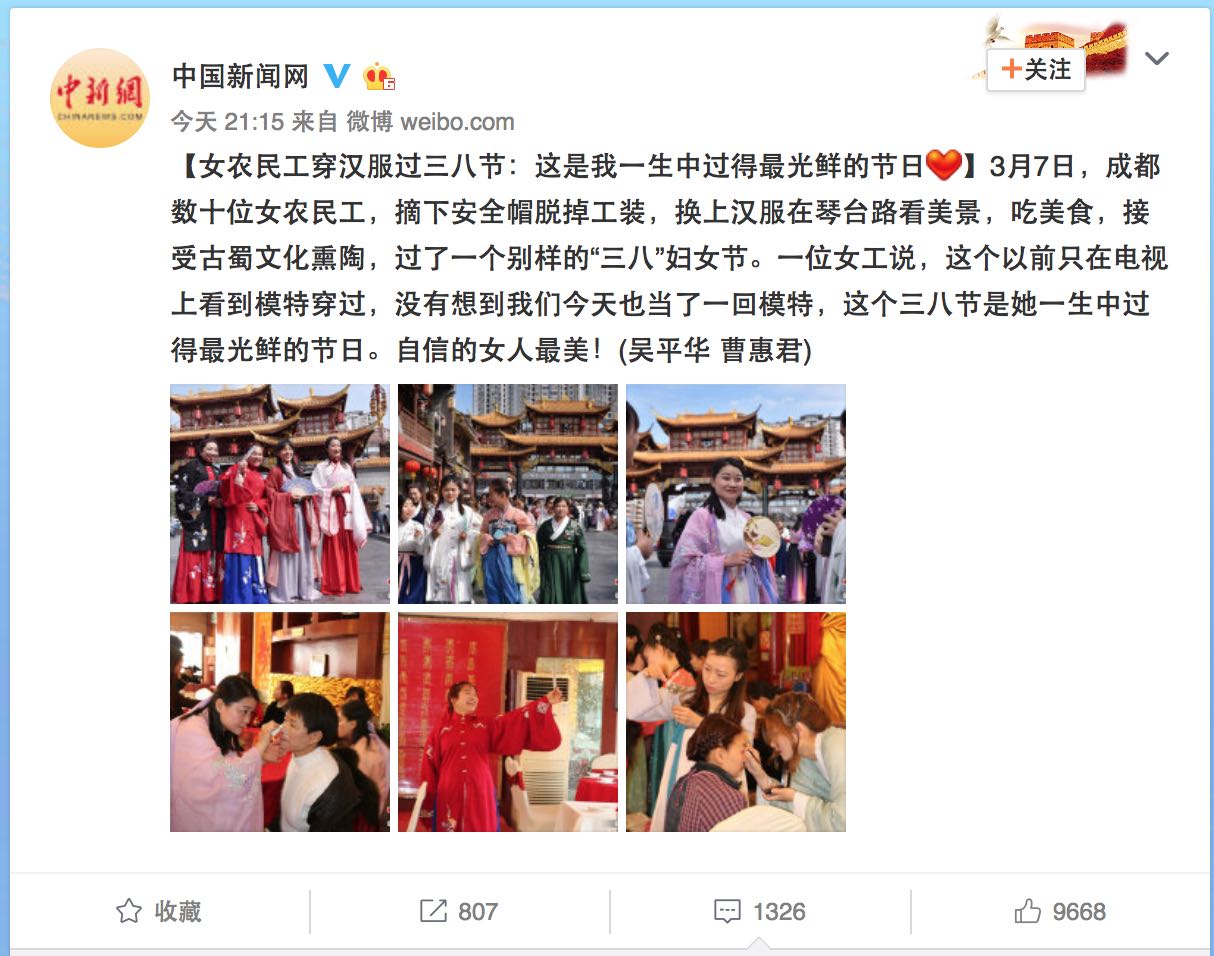 中新網
CHINANEWS.COM
中国新闻网
+关注
今天 21:15 来自 微博 weibo.com
【女农民工穿汉服过三八节：这是我一生中过得最光鲜的节日】3月7日，成都
数十位女农民工，摘下安全帽脱掉工装，换上汉服在琴台路看美景，吃美食，接
受古蜀文化熏陶，过了一个别样的“三八”妇女节。一位女工说，这个以前只在电视
上看到模特穿过，没有想到我们今天也当了一回模特，这个三八节是她一生中过
得最光鲜的节日。自信的女人最美！(吴平华 曹惠君)
收藏
807
1326
9668